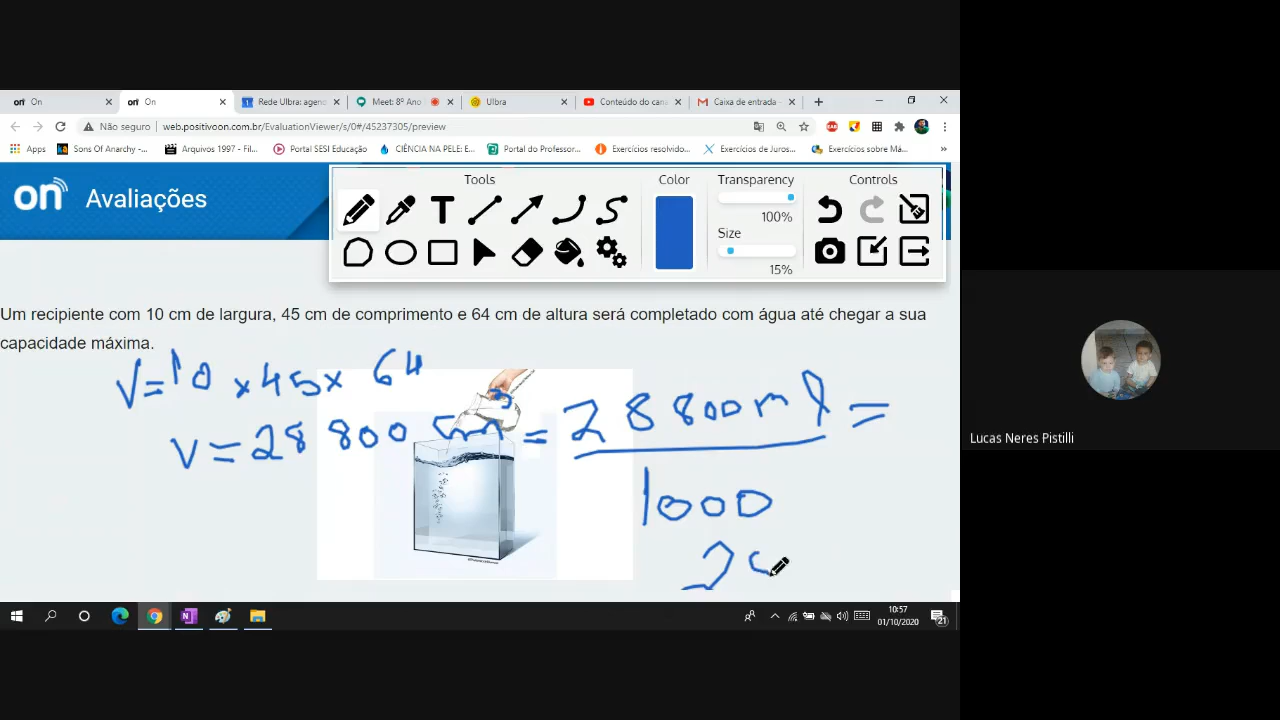 On
On
Rede Ulbra: agen
Meet: 8º Ano
Ulbra
Conteúdo do can
Caixa de entrada -
Não seguro
web.positivoon.com.br/EvaluationViewer/s/0#/45237305/preview
Apps
Sons Of Anarchy -...
Arquivos 1997 - Fil...
Portal SESI Educação
CIÊNCIA NA PELE: E...
Portal do Professor...
Exercícios resolvido...
Exercícios de Juros...
Exercícios sobre Má...
on Avaliações
Tools
Color
Transparency
100%
Size
15%
Controls
T
Um recipiente com 10 cm de largura, 45 cm de comprimento e 64 cm de altura será completado com água até chegar a sua
capacidade máxima.
V=10 x45x 64
V=28 800 cm³ = 28 800 ml =
1000
Lucas Neres Pistilli
10:57
01/10/2020
21